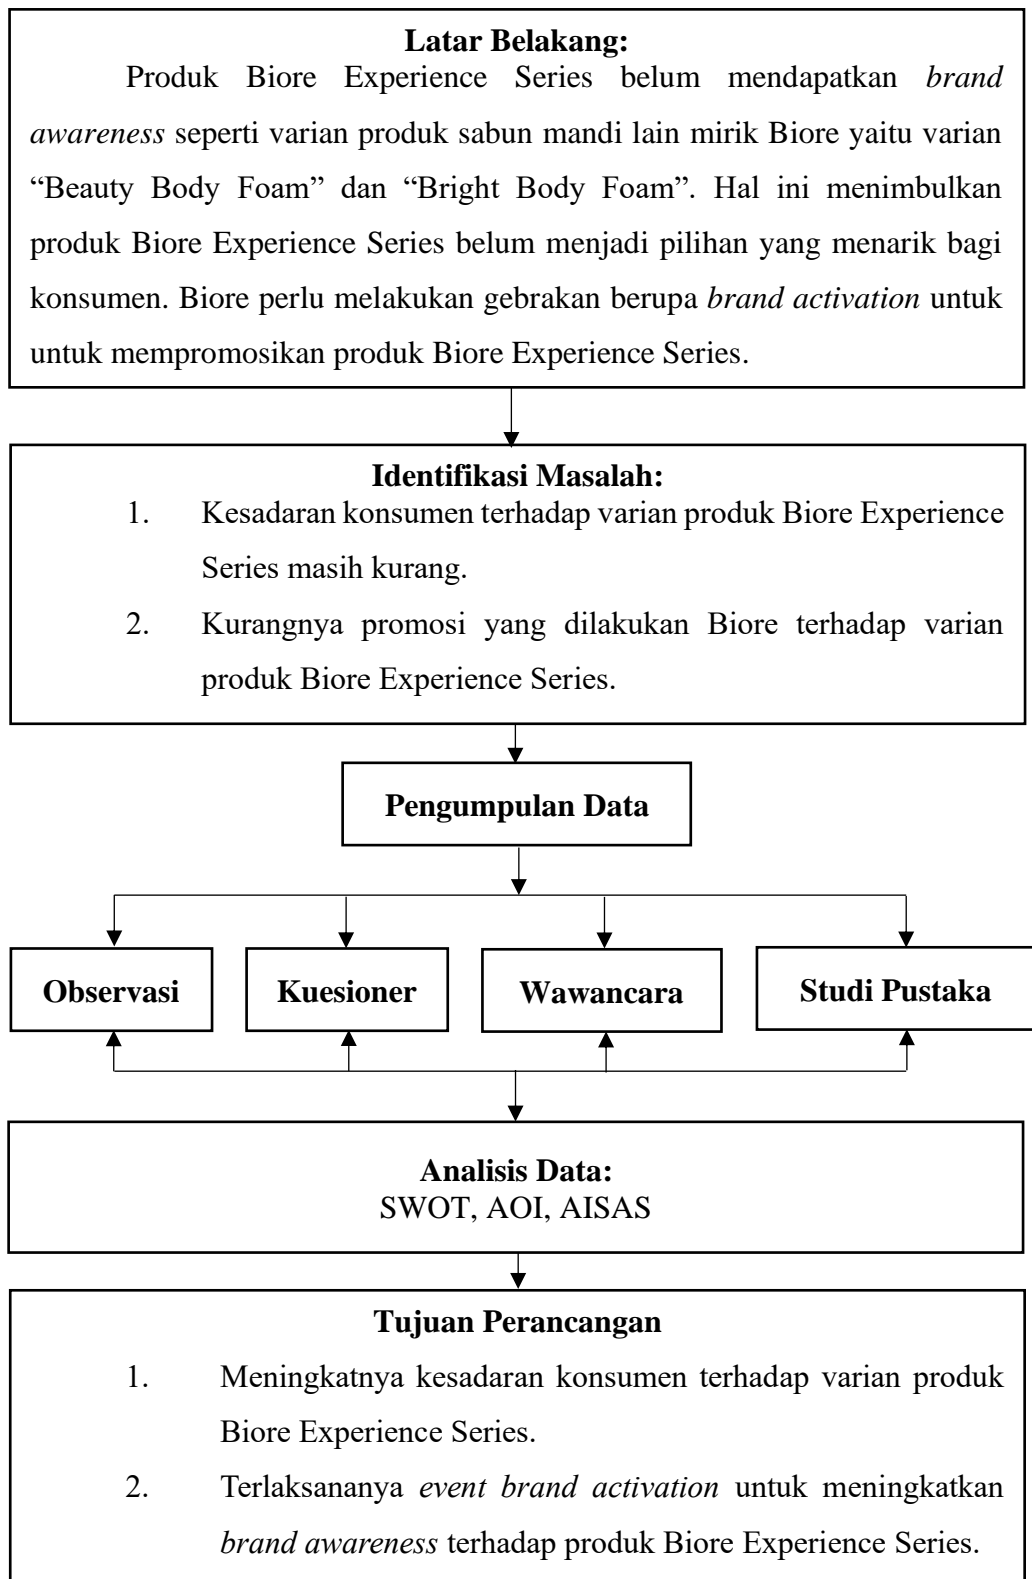 Latar Belakang:
Produk Biore Experience Series belum mendapatkan brand
awareness seperti varian produk sabun mandi lain mirik Biore yaitu varian
“Beauty Body Foam” dan “Bright Body Foam”. Hal ini menimbulkan
produk Biore Experience Series belum menjadi pilihan yang menarik bagi
konsumen. Biore perlu melakukan gebrakan berupa brand activation untuk
untuk mempromosikan produk Biore Experience Series.
Identifikasi Masalah:
1. Kesadaran konsumen terhadap varian produk Biore Experience
Series masih kurang.
2. Kurangnya promosi yang dilakukan Biore terhadap varian
produk Biore Experience Series.
Pengumpulan Data
Observasi
Kuesioner
Wawancara
Studi Pustaka
Analisis Data:
SWOT, AOI, AISAS
Tujuan Perancangan
1. Meningkatnya kesadaran konsumen terhadap varian produk
Biore Experience Series.
2. Terlaksananya event brand activation untuk meningkatkan
brand awareness terhadap produk Biore Experience Series.